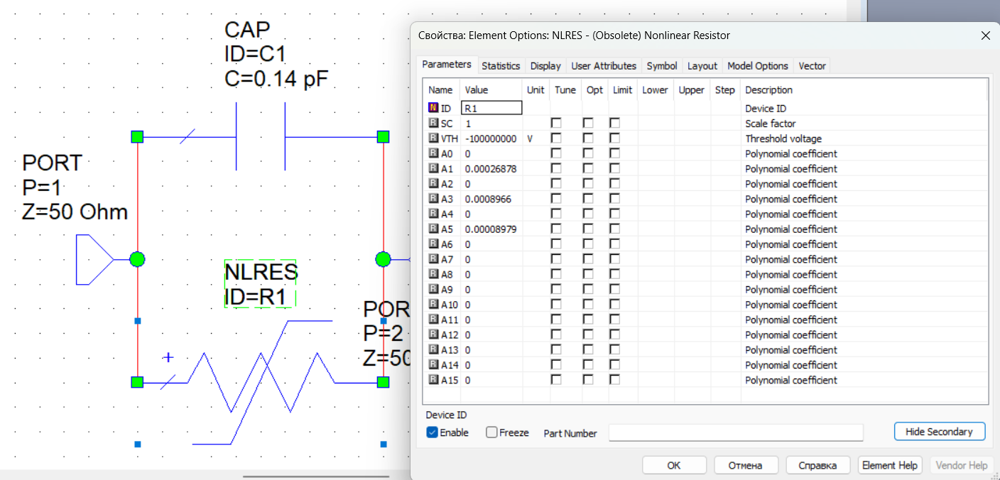 CAP
ID=C1
C=0.14 pF
PORT
P=1
Z=50 Ohm
NLRES
ID=R1
+
POR
P=2
Z=50
Свойства: Element Options: NLRES - (Obsolete) Nonlinear Resistor
Parameters Statistics Display User Attributes Symbol Layout Model Options Vector
Name Value Unit Tune Opt Limit Lower Upper Step Description
N ID R1 Device ID
R SC 1 Scale factor
R VTH -100000000 V Threshold voltage
R A0 0 Polynomial coefficient
R A1 0.00026878 Polynomial coefficient
R A2 0 Polynomial coefficient
R A3 0.0008966 Polynomial coefficient
R A4 0 Polynomial coefficient
R A5 0.00008979 Polynomial coefficient
R A6 0 Polynomial coefficient
R A7 0 Polynomial coefficient
R A8 0 Polynomial coefficient
R A9 0 Polynomial coefficient
R A10 0 Polynomial coefficient
R A11 0 Polynomial coefficient
R A12 0 Polynomial coefficient
R A13 0 Polynomial coefficient
R A14 0 Polynomial coefficient
R A15 0 Polynomial coefficient
Device ID
Enable Freeze Part Number Hide Secondary
ОК Отмена Справка Element Help Vendor Help